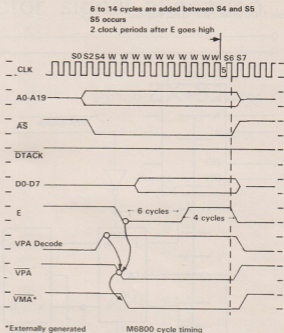 6 to 14 cycles are added between S4 and S5
S5 occurs
2 clock periods after E goes high
S0 S2 S4 W W W W W W W W W W S6 S7
CLK
5
A0-A19
AS
DTACK
D0-D7
E
6 cycles
4 cycles
VPA Decode
VPA
VMA*
*Externally generated
M6800 cycle timing